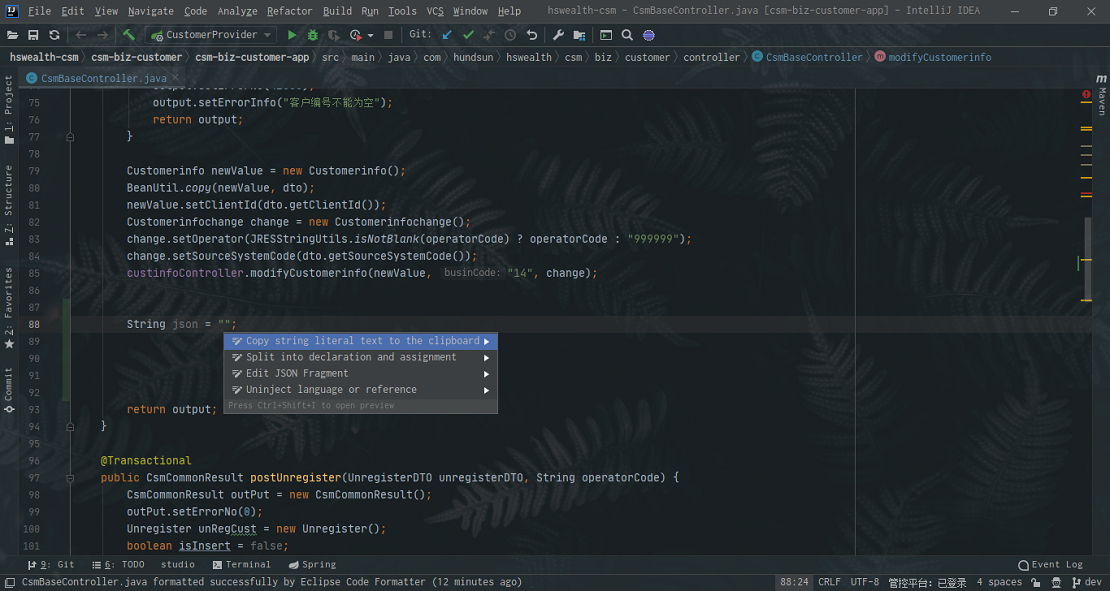 File Edit View Navigate Code Analyze Refactor Build Run Tools VCS Window Help hswealth-csm - CsmBaseController.java [csm-biz-customer-app] - IntelliJ IDEA
CustomerProvider Git:
hswealth-csm csm-biz-customer csm-biz-customer-app src main java com hundsun hswealth csm biz customer controller CsmBaseController modifyCustomerinfo
CsmBaseController.java
1: Project
7: Structure
2: Favorites
Commit
Maven
75 output.setErrorInfo("客户编号不能为空");
76 return output;
77 }
78
79 Customerinfo newValue = new Customerinfo();
80 BeanUtil.copy(newValue, dto);
81 newValue.setClientId(dto.getClientId());
82 Customerinfochange change = new Customerinfochange();
83 change.setOperator(JRESStringUtils.isNotBlank(operatorCode) ? operatorCode : "999999");
84 change.setSourceSystemCode(dto.getSourceSystemCode());
85 custinfoController.modifyCustomerinfo(newValue, businCode: "14", change);
86
87
88 String json = "";
89 Copy string literal text to the clipboard
90 Split into declaration and assignment
91 Edit JSON Fragment
92 Uninject language or reference
Press Ctrl+Shift+I to open preview
93 return output;
94 }
95
96 @Transactional
97 public CsmCommonResult postUnregister(UnregisterDTO unregisterDTO, String operatorCode) {
98 CsmCommonResult outPut = new CsmCommonResult();
99 outPut.setErrorNo(0);
100 Unregister unRegCust = new Unregister();
101 boolean isInsert = false;
9: Git 6: TODO studio Terminal Spring Event Log
CsmBaseController.java formatted successfully by Eclipse Code Formatter (12 minutes ago) 88:24 CRLF UTF-8 管控平台: 已登录 4 spaces dev